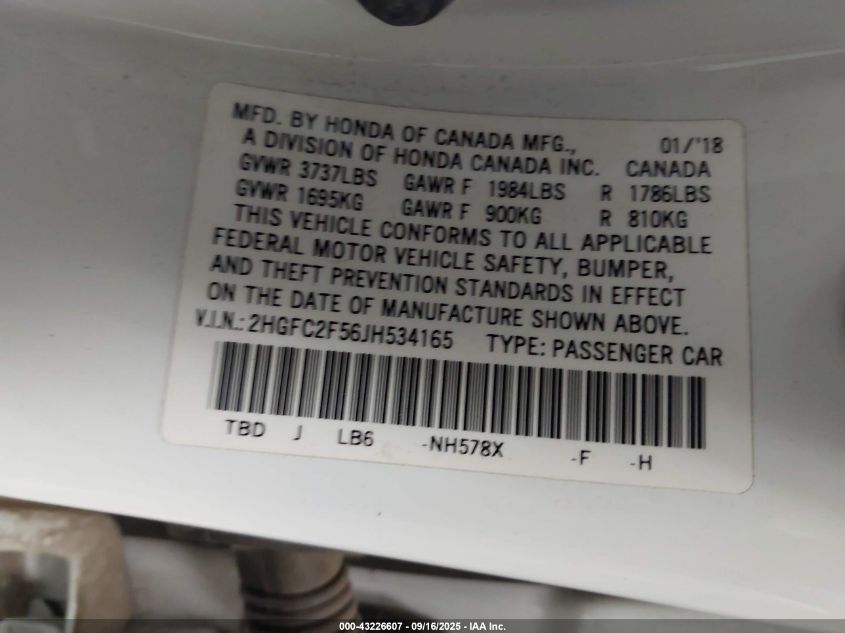 MFD. BY HONDA OF CANADA MFG., 01/'18
A DIVISION OF HONDA CANADA INC. CANADA
GVWR 3737LBS GAWR F 1984LBS R 1786LBS
GVWR 1695KG GAWR F 900KG R 810KG
THIS VEHICLE CONFORMS TO ALL APPLICABLE
FEDERAL MOTOR VEHICLE SAFETY, BUMPER,
AND THEFT PREVENTION STANDARDS IN EFFECT
ON THE DATE OF MANUFACTURE SHOWN ABOVE.
V.I.N.: 2HGFC2F56JH534165 TYPE: PASSENGER CAR
TBD J LB6 -NH578X -F -H
000-43226607 - 09/16/2025 - IAA Inc.